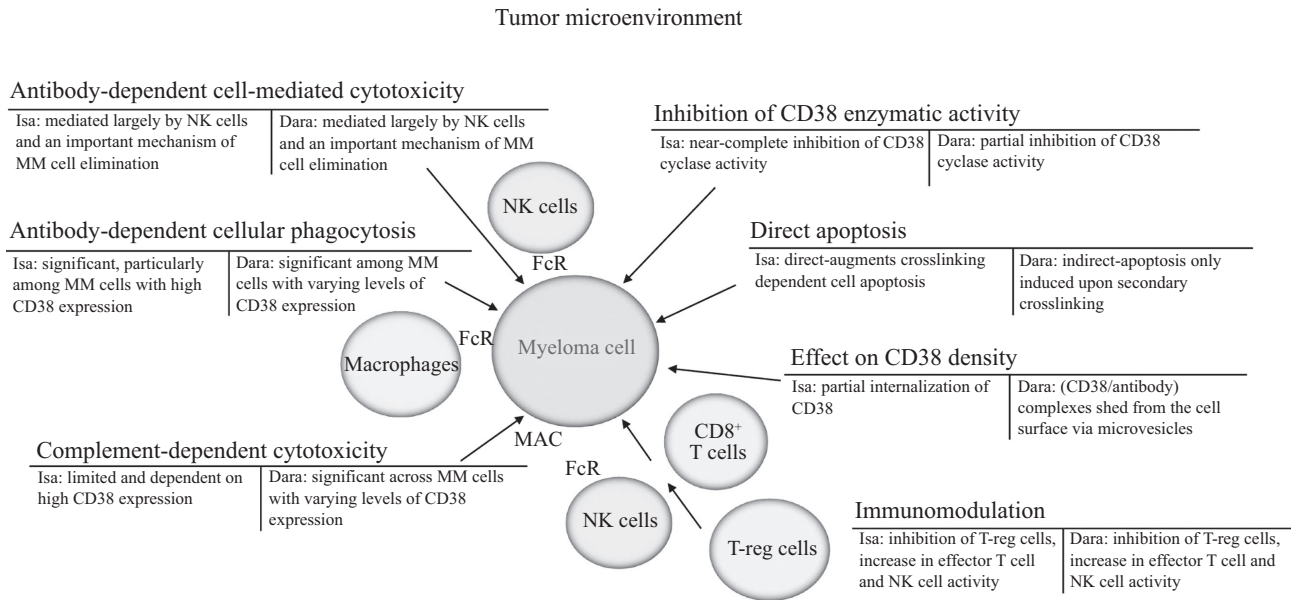 Tumor microenvironment
Antibody-dependent cell-mediated cytotoxicity
Isa: mediated largely by NK cells
and an important mechanism of
MM cell elimination
Dara: mediated largely by NK cells
and an important mechanism of MM
cell elimination
Inhibition of CD38 enzymatic activity
Isa: near-complete inhibition of CD38
cyclase activity
Dara: partial inhibition of CD38
cyclase activity
NK cells
FcR
Antibody-dependent cellular phagocytosis
Isa: significant, particularly
among MM cells with high
CD38 expression
Dara: significant among MM
cells with varying levels of
CD38 expression
Direct apoptosis
Isa: direct-augments crosslinking
dependent cell apoptosis
Dara: indirect-apoptosis only
induced upon secondary
crosslinking
FcR
Macrophages
Myeloma cell
Effect on CD38 density
Isa: partial internalization of
CD38
Dara: (CD38/antibody)
complexes shed from the cell
surface via microvesicles
MAC
CD8⁺
T cells
Complement-dependent cytotoxicity
Isa: limited and dependent on
high CD38 expression
Dara: significant across MM cells
with varying levels of CD38
expression
FcR
NK cells
T-reg cells
Immunomodulation
Isa: inhibition of T-reg cells,
increase in effector T cell
and NK cell activity
Dara: inhibition of T-reg cells,
increase in effector T cell and
NK cell activity